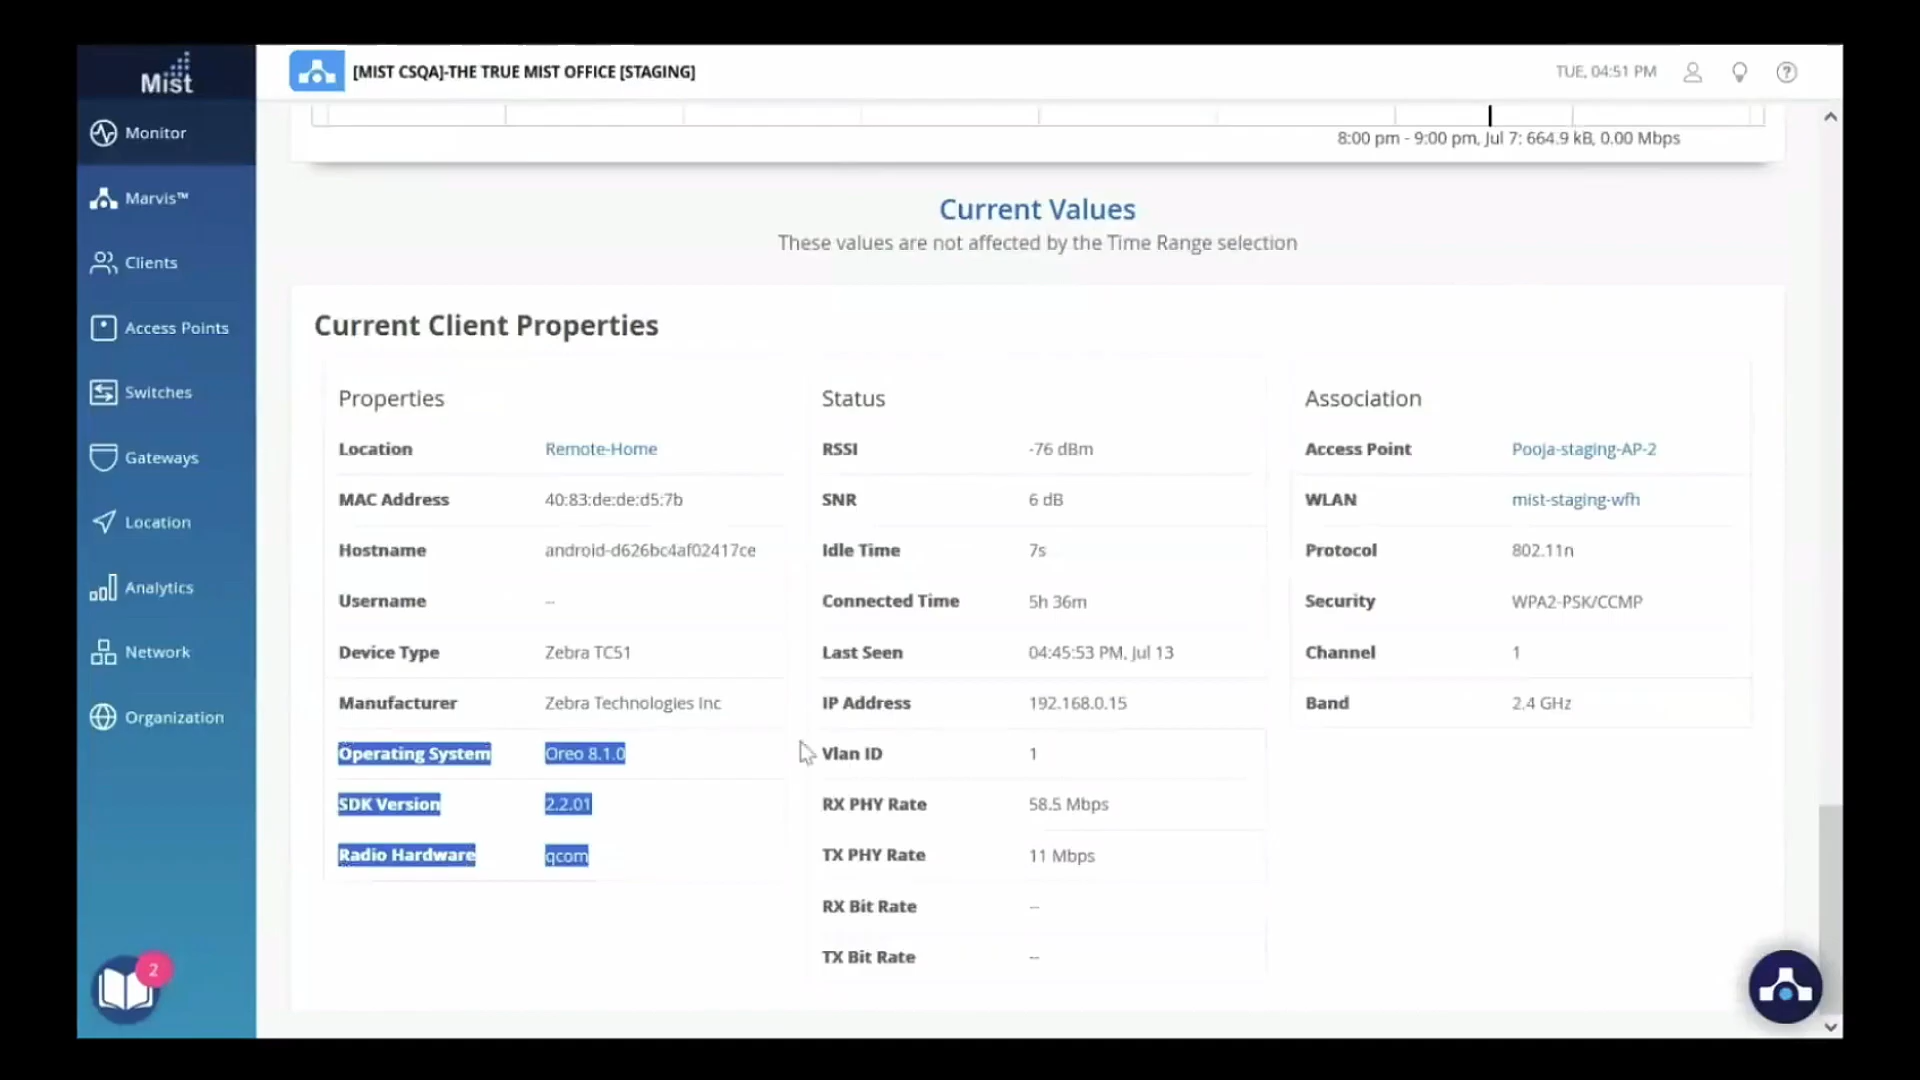 Mist
[MIST CSQA]-THE TRUE MIST OFFICE [STAGING]
TUE, 04:51 PM
Monitor
Marvis™
Clients
Access Points
Switches
Gateways
Location
Analytics
Network
Organization
2
8:00 pm - 9:00 pm, Jul 7: 664.9 kB, 0.00 Mbps
Current Values
These values are not affected by the Time Range selection
Current Client Properties
Properties
Location Remote-Home
MAC Address 40:83:de:de:d5:7b
Hostname android-d626bc4af02417ce
Username --
Device Type Zebra TC51
Manufacturer Zebra Technologies Inc
Operating System Oreo 8.1.0
SDK Version 2.2.01
Radio Hardware qcom
Status
RSSI -76 dBm
SNR 6 dB
Idle Time 7s
Connected Time 5h 36m
Last Seen 04:45:53 PM, Jul 13
IP Address 192.168.0.15
Vlan ID 1
RX PHY Rate 58.5 Mbps
TX PHY Rate 11 Mbps
RX Bit Rate --
TX Bit Rate --
Association
Access Point Pooja-staging-AP-2
WLAN mist-staging-wfh
Protocol 802.11n
Security WPA2-PSK/CCMP
Channel 1
Band 2.4 GHz